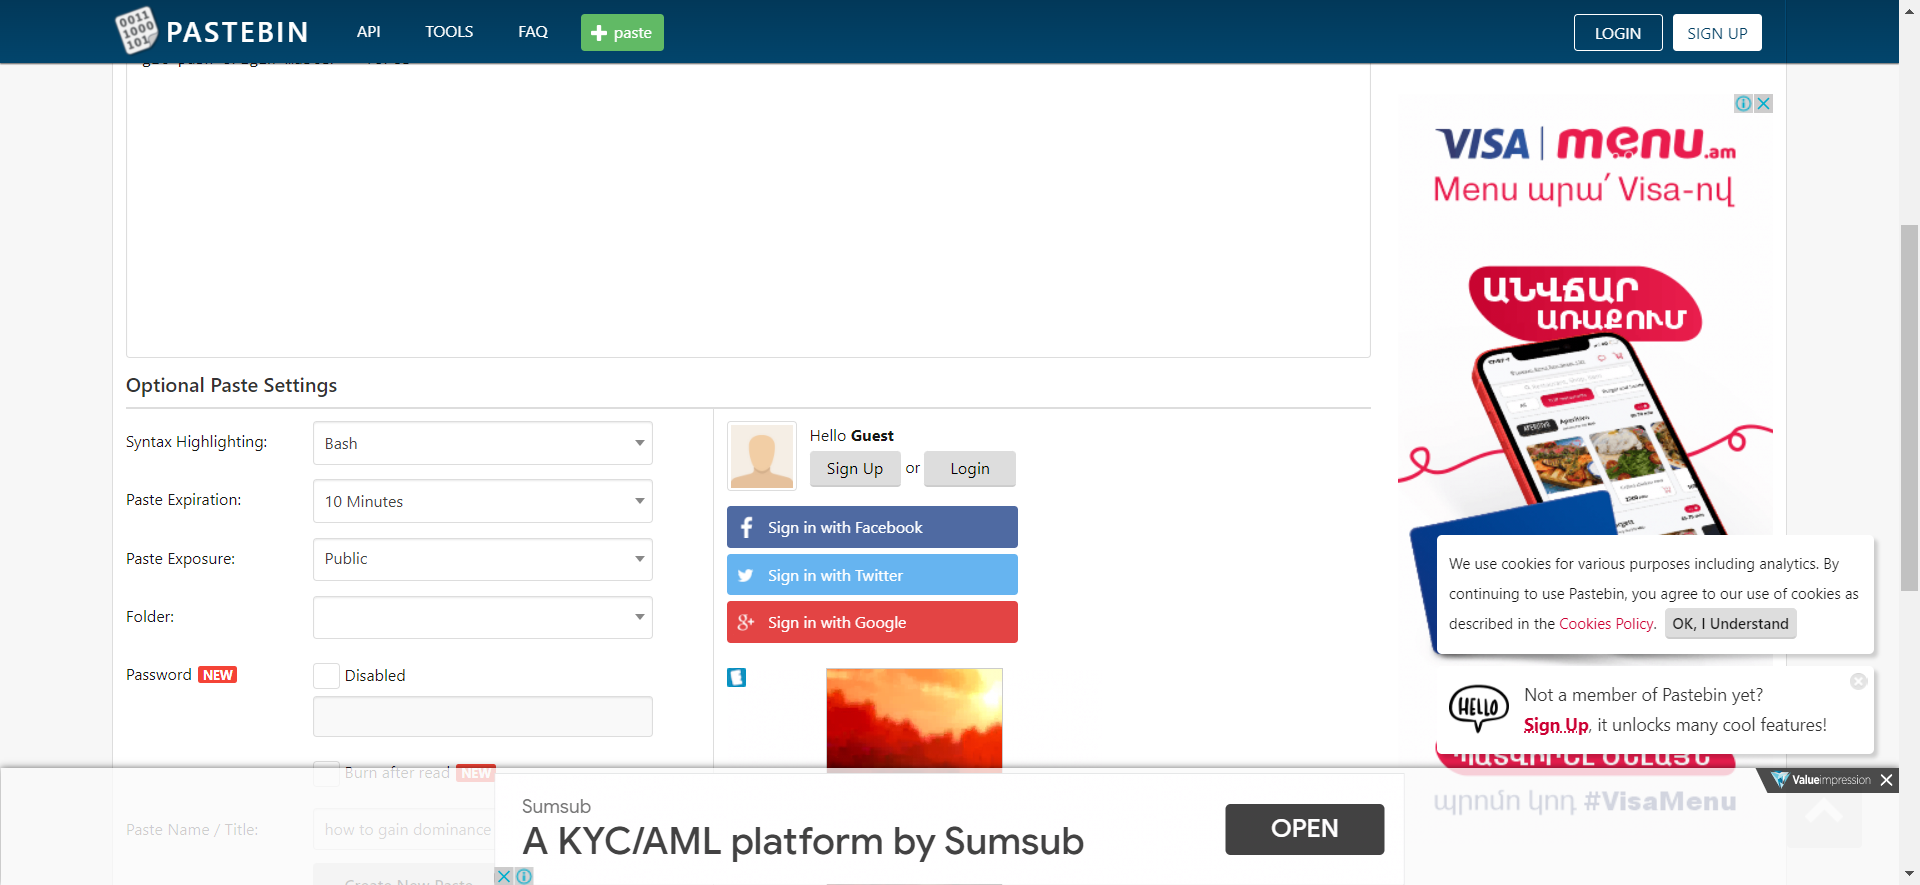 PASTEBIN
API
TOOLS
FAQ
paste
LOGIN
SIGN UP
Optional Paste Settings
Syntax Highlighting:
Bash
Paste Expiration:
10 Minutes
Paste Exposure:
Public
Folder:
Password NEW
Disabled
Burn after read NEW
Paste Name / Title:
how to gain dominance
Create New Paste
Hello Guest
Sign Up or Login
Sign in with Facebook
Sign in with Twitter
Sign in with Google
VISA | menu.am
Menu արա՛ Visa-ով
ԱՆՎՃԱՐ
ԱՌԱՔՈՒՄ
We use cookies for various purposes including analytics. By
continuing to use Pastebin, you agree to our use of cookies as
described in the Cookies Policy. OK, I Understand
HELLO
Not a member of Pastebin yet?
Sign Up, it unlocks many cool features!
պրոմո կոդ #VisaMenu
Valueimpression
Sumsub
A KYC/AML platform by Sumsub
OPEN